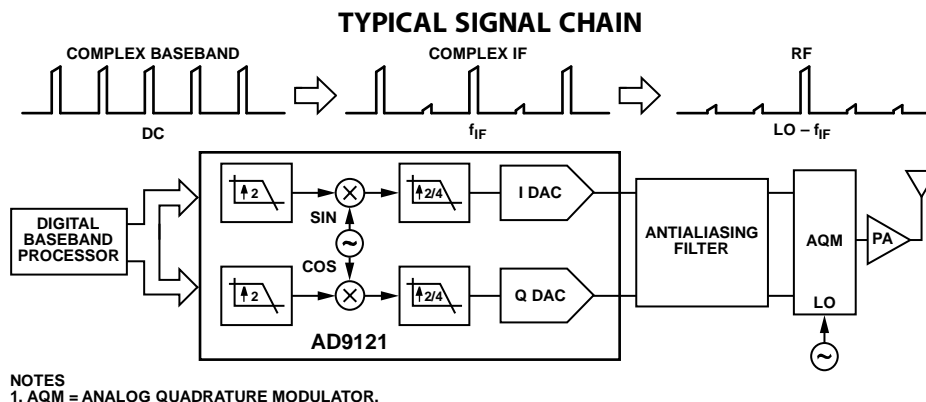 TYPICAL SIGNAL CHAIN
COMPLEX BASEBAND
COMPLEX IF
RF
DC
fIF
LO – fIF
DIGITAL
BASEBAND
PROCESSOR
2
2/4
I DAC
SIN
COS
2
2/4
Q DAC
AD9121
ANTIALIASING
FILTER
AQM
LO
PA
NOTES
1. AQM = ANALOG QUADRATURE MODULATOR.